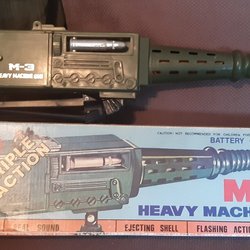 M-3
HEAVY MACHINE GUN
TRIPLE
ACTION
CAUTION: NOT RECOMMENDED FOR CHILDREN
BATTERY
M
HEAVY MACHI
REAL SOUND
EJECTING SHELL
FLASHING ACTI